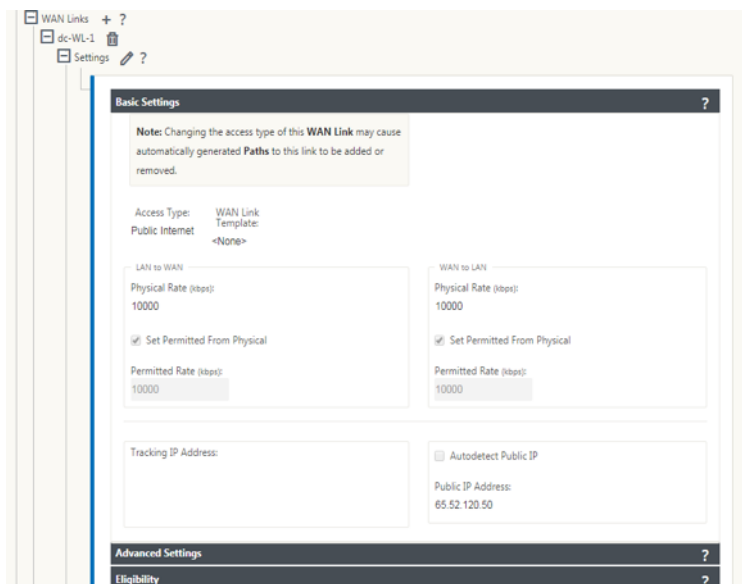 WAN Links + ?
dc-WL-1
Settings ?
Basic Settings ?
Note: Changing the access type of this WAN Link may cause
automatically generated Paths to this link to be added or
removed.
Access Type: WAN Link
Template:
Public Internet
<None>
LAN to WAN WAN to LAN
Physical Rate (kbps): Physical Rate (kbps):
10000 10000
Set Permitted From Physical Set Permitted From Physical
Permitted Rate (kbps): Permitted Rate (kbps):
10000 10000
Tracking IP Address: Autodetect Public IP
Public IP Address:
65.52.120.50
Advanced Settings ?
Eligibility ?